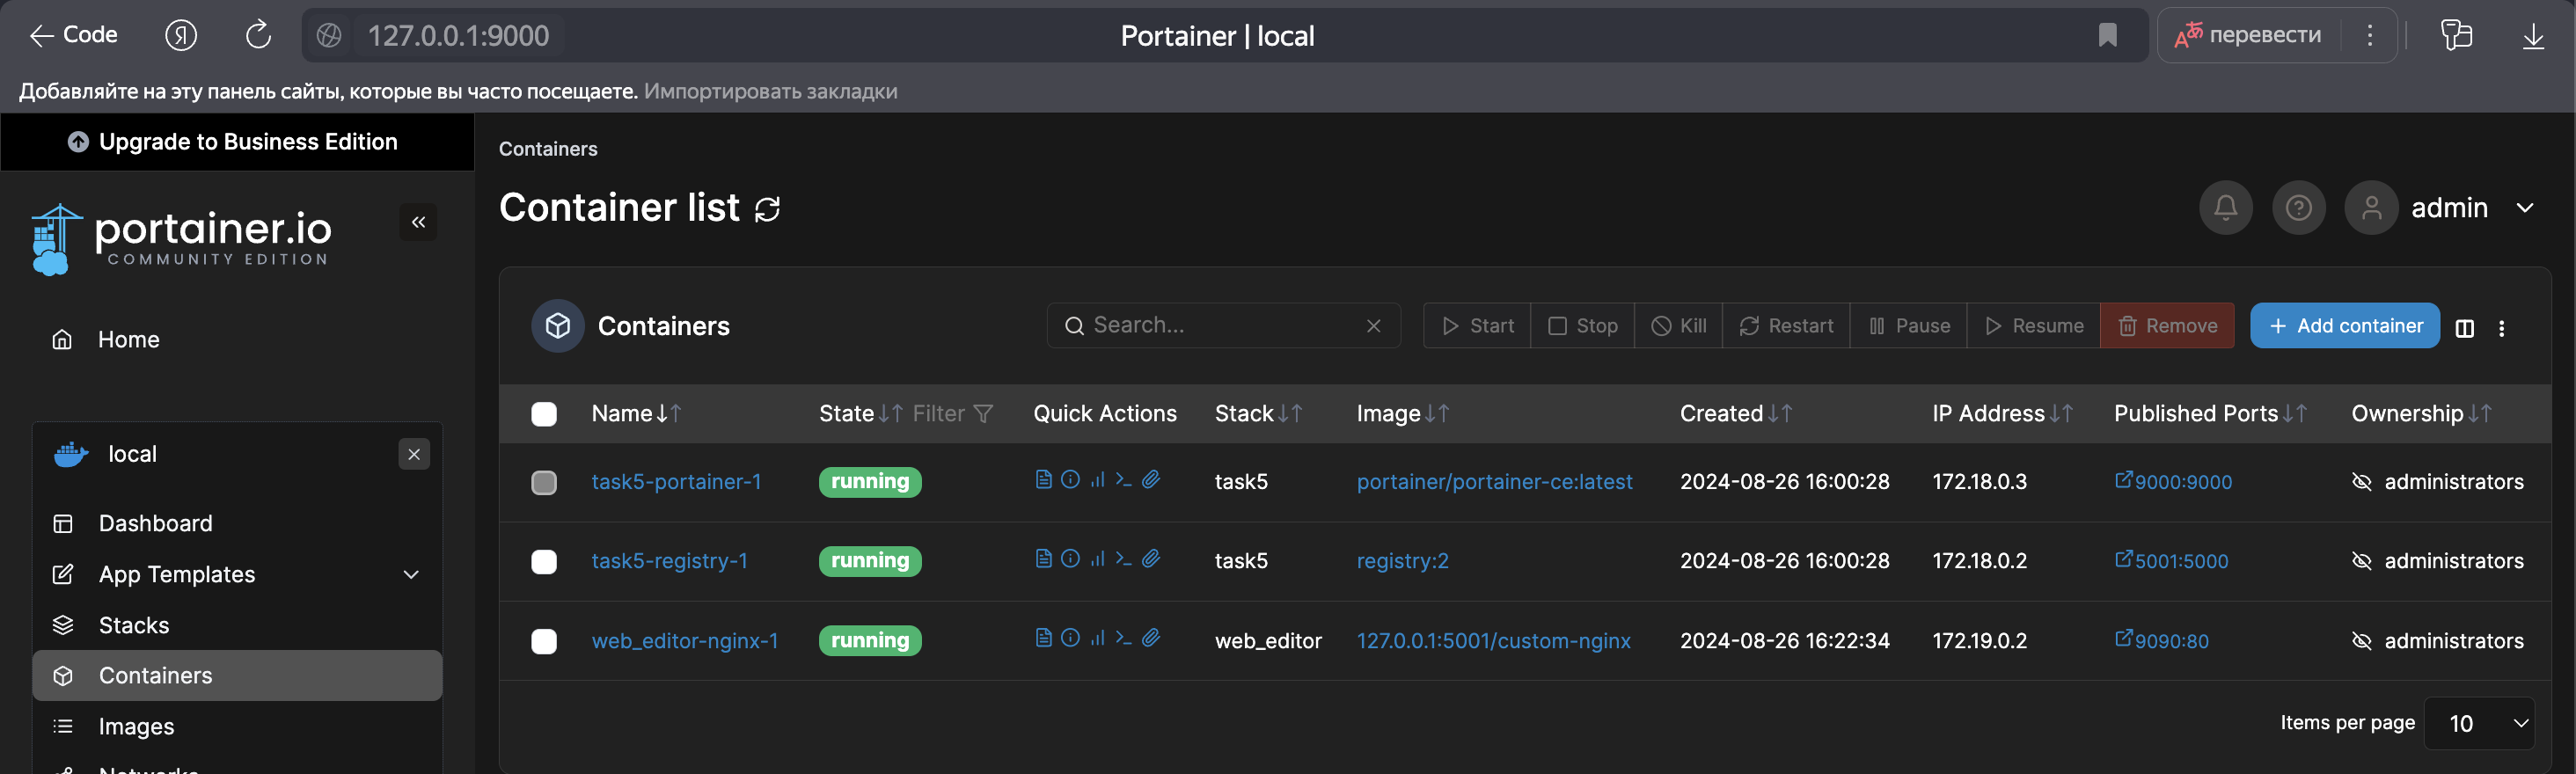 Code
Я
127.0.0.1:9000
Portainer | local
перевести
Добавляйте на эту панель сайты, которые вы часто посещаете. Импортировать закладки
Upgrade to Business Edition
portainer.io
COMMUNITY EDITION
Home
local
Dashboard
App Templates
Stacks
Containers
Images
Networks
Containers
Container list
admin
Containers
Search...
Start
Stop
Kill
Restart
Pause
Resume
Remove
+ Add container
Name State Filter Quick Actions Stack Image Created IP Address Published Ports Ownership
task5-portainer-1 running task5 portainer/portainer-ce:latest 2024-08-26 16:00:28 172.18.0.3 9000:9000 administrators
task5-registry-1 running task5 registry:2 2024-08-26 16:00:28 172.18.0.2 5001:5000 administrators
web_editor-nginx-1 running web_editor 127.0.0.1:5001/custom-nginx 2024-08-26 16:22:34 172.19.0.2 9090:80 administrators
Items per page 10